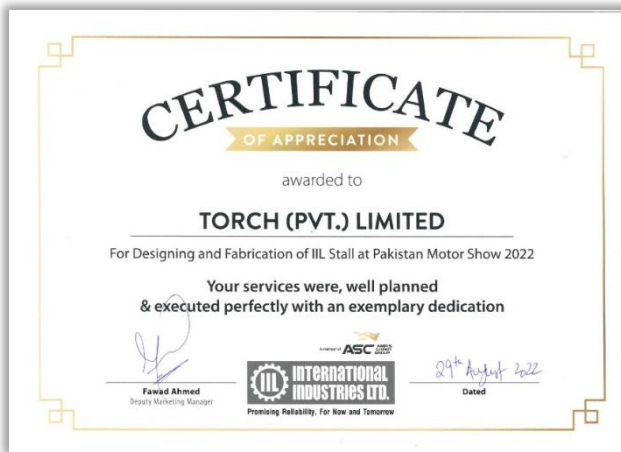 CERTIFICATE
OF APPRECIATION
awarded to
TORCH (PVT.) LIMITED
For Designing and Fabrication of IIL Stall at Pakistan Motor Show 2022
Your services were, well planned
& executed perfectly with an exemplary dedication
ASC
29th August 2022
Fawad Ahmed
Deputy Marketing Manager
IIL
INTERNATIONAL
INDUSTRIES LTD.
Dated
Promising Reliability, For Now and Tomorrow